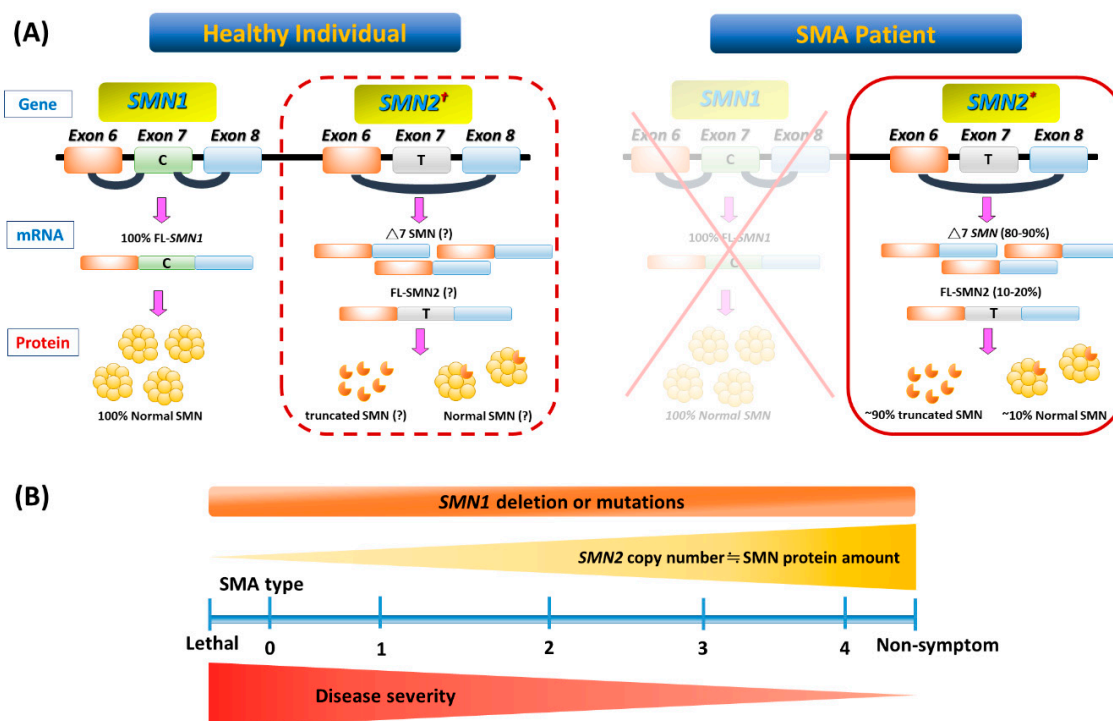 (A)
Healthy Individual
SMA Patient
Gene
SMN1
SMN2†
SMN1
SMN2*
Exon 6 Exon 7 Exon 8
Exon 6 Exon 7 Exon 8
Exon 6 Exon 7 Exon 8
Exon 6 Exon 7 Exon 8
C
T
C
T
mRNA
100% FL-SMN1
△7 SMN (?)
100% FL-SMN1
△7 SMN (80-90%)
C
C
FL-SMN2 (?)
FL-SMN2 (10-20%)
T
T
Protein
100% Normal SMN
truncated SMN (?)
Normal SMN (?)
100% Normal SMN
~90% truncated SMN
~10% Normal SMN
(B)
SMN1 deletion or mutations
SMN2 copy number≒SMN protein amount
SMA type
Lethal 0 1 2 3 4 Non-symptom
Disease severity